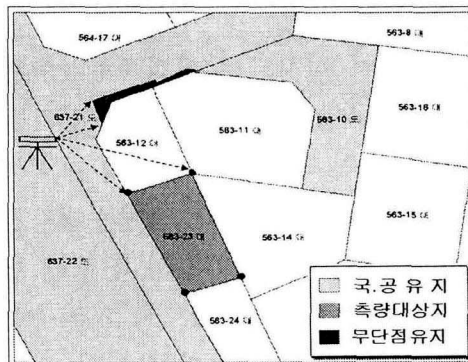 564-17 대
563-8 대
637-21 도
563-12 대
563-11 대
563-10 도
563-16 대
637-22 도
563-23 대
563-14 대
563-15 대
563-24 대
국.공 유 지
측량대상지
무단점유지